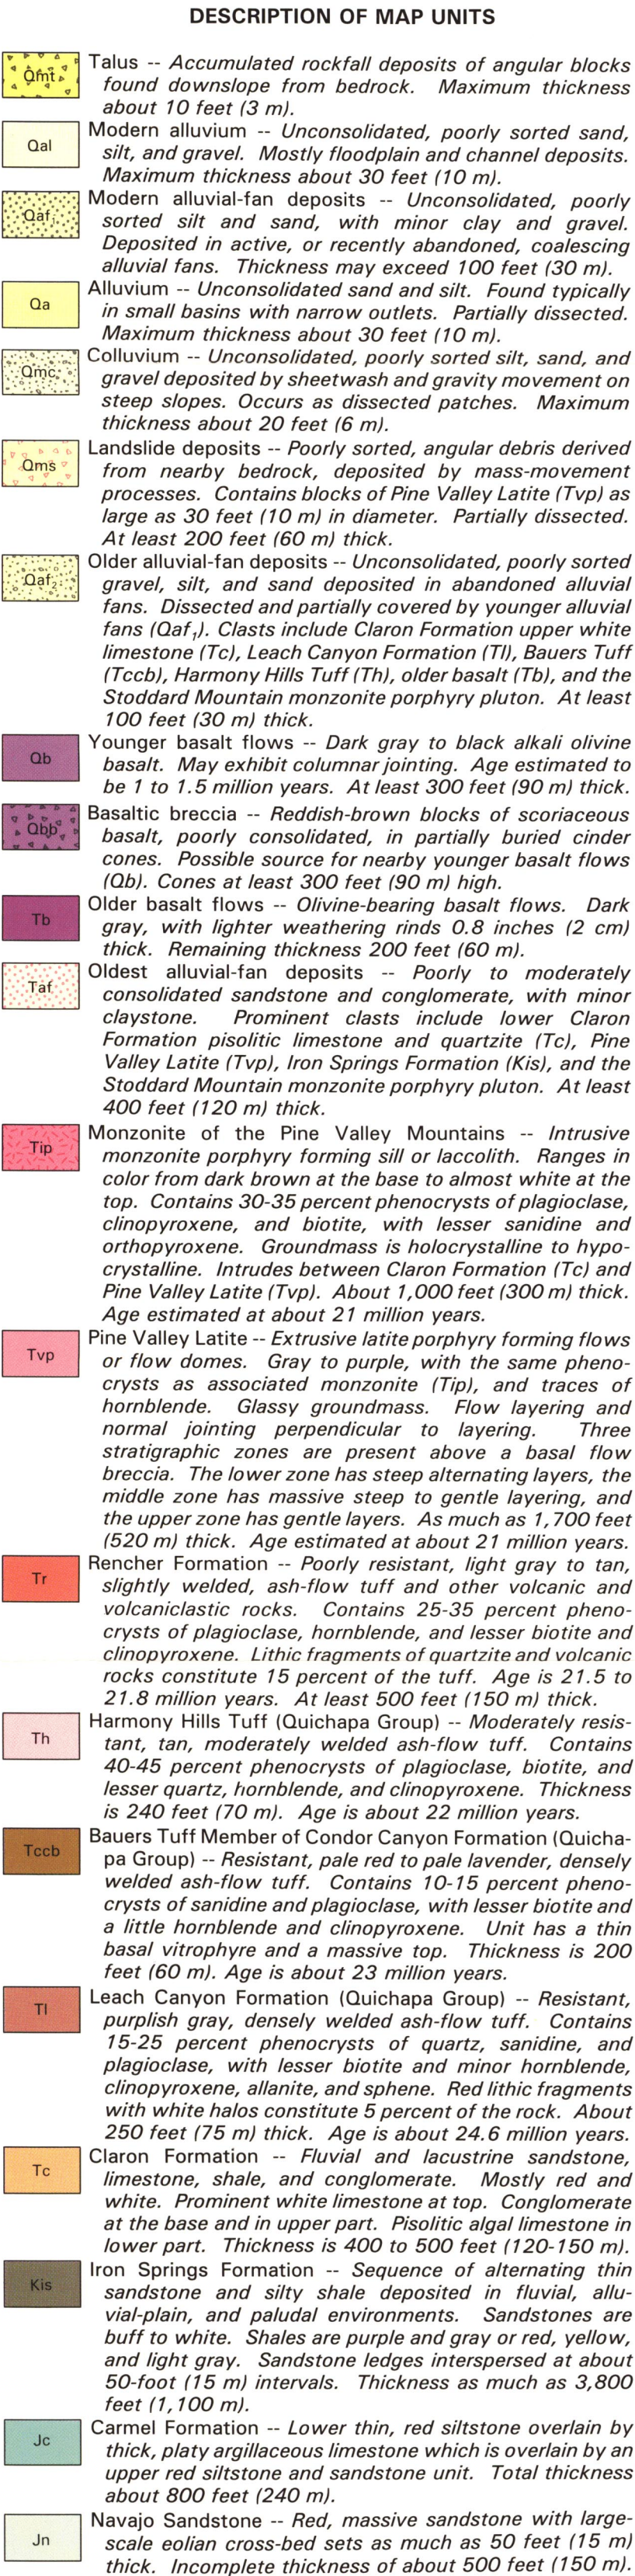 DESCRIPTION OF MAP UNITS
Qmt
Talus -- Accumulated rockfall deposits of angular blocks
found downslope from bedrock. Maximum thickness
about 10 feet (3 m).
Qal
Modern alluvium -- Unconsolidated, poorly sorted sand,
silt, and gravel. Mostly floodplain and channel deposits.
Maximum thickness about 30 feet (10 m).
Qaf₁
Modern alluvial-fan deposits -- Unconsolidated, poorly
sorted silt and sand, with minor clay and gravel.
Deposited in active, or recently abandoned, coalescing
alluvial fans. Thickness may exceed 100 feet (30 m).
Qa
Alluvium -- Unconsolidated sand and silt. Found typically
in small basins with narrow outlets. Partially dissected.
Maximum thickness about 30 feet (10 m).
Qmc
Colluvium -- Unconsolidated, poorly sorted silt, sand, and
gravel deposited by sheetwash and gravity movement on
steep slopes. Occurs as dissected patches. Maximum
thickness about 20 feet (6 m).
Qms
Landslide deposits -- Poorly sorted, angular debris derived
from nearby bedrock, deposited by mass-movement
processes. Contains blocks of Pine Valley Latite (Tvp) as
large as 30 feet (10 m) in diameter. Partially dissected.
At least 200 feet (60 m) thick.
Qaf₂
Older alluvial-fan deposits -- Unconsolidated, poorly sorted
gravel, silt, and sand deposited in abandoned alluvial
fans. Dissected and partially covered by younger alluvial
fans (Qaf₁). Clasts include Claron Formation upper white
limestone (Tc), Leach Canyon Formation (Tl), Bauers Tuff
(Tccb), Harmony Hills Tuff (Th), older basalt (Tb), and the
Stoddard Mountain monzonite porphyry pluton. At least
100 feet (30 m) thick.
Qb
Younger basalt flows -- Dark gray to black alkali olivine
basalt. May exhibit columnar jointing. Age estimated to
be 1 to 1.5 million years. At least 300 feet (90 m) thick.
Qbb
Basaltic breccia -- Reddish-brown blocks of scoriaceous
basalt, poorly consolidated, in partially buried cinder
cones. Possible source for nearby younger basalt flows
(Qb). Cones at least 300 feet (90 m) high.
Tb
Older basalt flows -- Olivine-bearing basalt flows. Dark
gray, with lighter weathering rinds 0.8 inches (2 cm)
thick. Remaining thickness 200 feet (60 m).
Taf
Oldest alluvial-fan deposits -- Poorly to moderately
consolidated sandstone and conglomerate, with minor
claystone. Prominent clasts include lower Claron
Formation pisolitic limestone and quartzite (Tc), Pine
Valley Latite (Tvp), Iron Springs Formation (Kis), and the
Stoddard Mountain monzonite porphyry pluton. At least
400 feet (120 m) thick.
Tip
Monzonite of the Pine Valley Mountains -- Intrusive
monzonite porphyry forming sill or laccolith. Ranges in
color from dark brown at the base to almost white at the
top. Contains 30-35 percent phenocrysts of plagioclase,
clinopyroxene, and biotite, with lesser sanidine and
orthopyroxene. Groundmass is holocrystalline to hypo-
crystalline. Intrudes between Claron Formation (Tc) and
Pine Valley Latite (Tvp). About 1,000 feet (300 m) thick.
Age estimated at about 21 million years.
Tvp
Pine Valley Latite -- Extrusive latite porphyry forming flows
or flow domes. Gray to purple, with the same pheno-
crysts as associated monzonite (Tip), and traces of
hornblende. Glassy groundmass. Flow layering and
normal jointing perpendicular to layering. Three
stratigraphic zones are present above a basal flow
breccia. The lower zone has steep alternating layers, the
middle zone has massive steep to gentle layering, and
the upper zone has gentle layers. As much as 1,700 feet
(520 m) thick. Age estimated at about 21 million years.
Tr
Rencher Formation -- Poorly resistant, light gray to tan,
slightly welded, ash-flow tuff and other volcanic and
volcaniclastic rocks. Contains 25-35 percent pheno-
crysts of plagioclase, hornblende, and lesser biotite and
clinopyroxene. Lithic fragments of quartzite and volcanic
rocks constitute 15 percent of the tuff. Age is 21.5 to
21.8 million years. At least 500 feet (150 m) thick.
Th
Harmony Hills Tuff (Quichapa Group) -- Moderately resis-
tant, tan, moderately welded ash-flow tuff. Contains
40-45 percent phenocrysts of plagioclase, biotite, and
lesser quartz, hornblende, and clinopyroxene. Thickness
is 240 feet (70 m). Age is about 22 million years.
Tccb
Bauers Tuff Member of Condor Canyon Formation (Quicha-
pa Group) -- Resistant, pale red to pale lavender, densely
welded ash-flow tuff. Contains 10-15 percent pheno-
crysts of sanidine and plagioclase, with lesser biotite and
a little hornblende and clinopyroxene. Unit has a thin
basal vitrophyre and a massive top. Thickness is 200
feet (60 m). Age is about 23 million years.
Tl
Leach Canyon Formation (Quichapa Group) -- Resistant,
purplish gray, densely welded ash-flow tuff. Contains
15-25 percent phenocrysts of quartz, sanidine, and
plagioclase, with lesser biotite and minor hornblende,
clinopyroxene, allanite, and sphene. Red lithic fragments
with white halos constitute 5 percent of the rock. About
250 feet (75 m) thick. Age is about 24.6 million years.
Tc
Claron Formation -- Fluvial and lacustrine sandstone,
limestone, shale, and conglomerate. Mostly red and
white. Prominent white limestone at top. Conglomerate
at the base and in upper part. Pisolitic algal limestone in
lower part. Thickness is 400 to 500 feet (120-150 m).
Kis
Iron Springs Formation -- Sequence of alternating thin
sandstone and silty shale deposited in fluvial, allu-
vial-plain, and paludal environments. Sandstones are
buff to white. Shales are purple and gray or red, yellow,
and light gray. Sandstone ledges interspersed at about
50-foot (15 m) intervals. Thickness as much as 3,800
feet (1,100 m).
Jc
Carmel Formation -- Lower thin, red siltstone overlain by
thick, platy argillaceous limestone which is overlain by an
upper red siltstone and sandstone unit. Total thickness
about 800 feet (240 m).
Jn
Navajo Sandstone -- Red, massive sandstone with large-
scale eolian cross-bed sets as much as 50 feet (15 m)
thick. Incomplete thickness of about 500 feet (150 m).